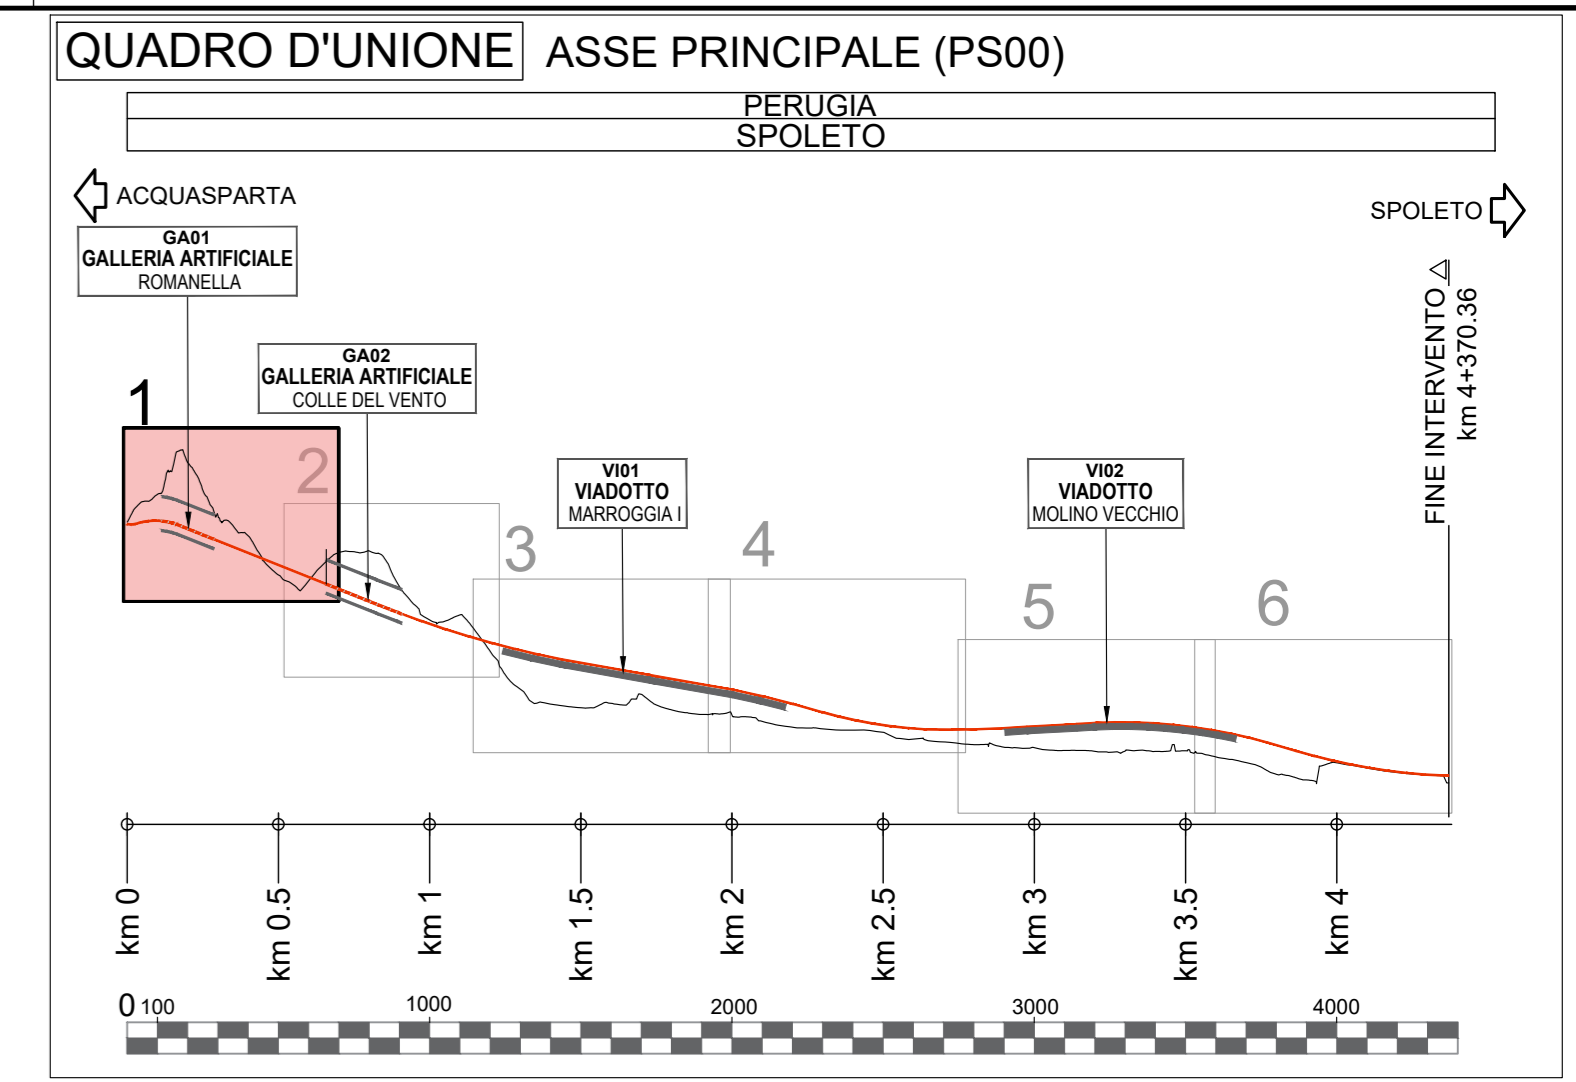 QUADRO D'UNIONE ASSE PRINCIPALE (PS00)
PERUGIA
SPOLETO
ACQUASPARTA
SPOLETO
GA01
GALLERIA ARTIFICIALE
ROMANELLA
GA02
GALLERIA ARTIFICIALE
COLLE DEL VENTO
VI01
VIADOTTO
MARROGGIA I
VI02
VIADOTTO
MOLINO VECCHIO
FINE INTERVENTO
km 4+370.36
1
2
3
4
5
6
km 0
km 0.5
km 1
km 1.5
km 2
km 2.5
km 3
km 3.5
km 4
0 100 1000 2000 3000 4000